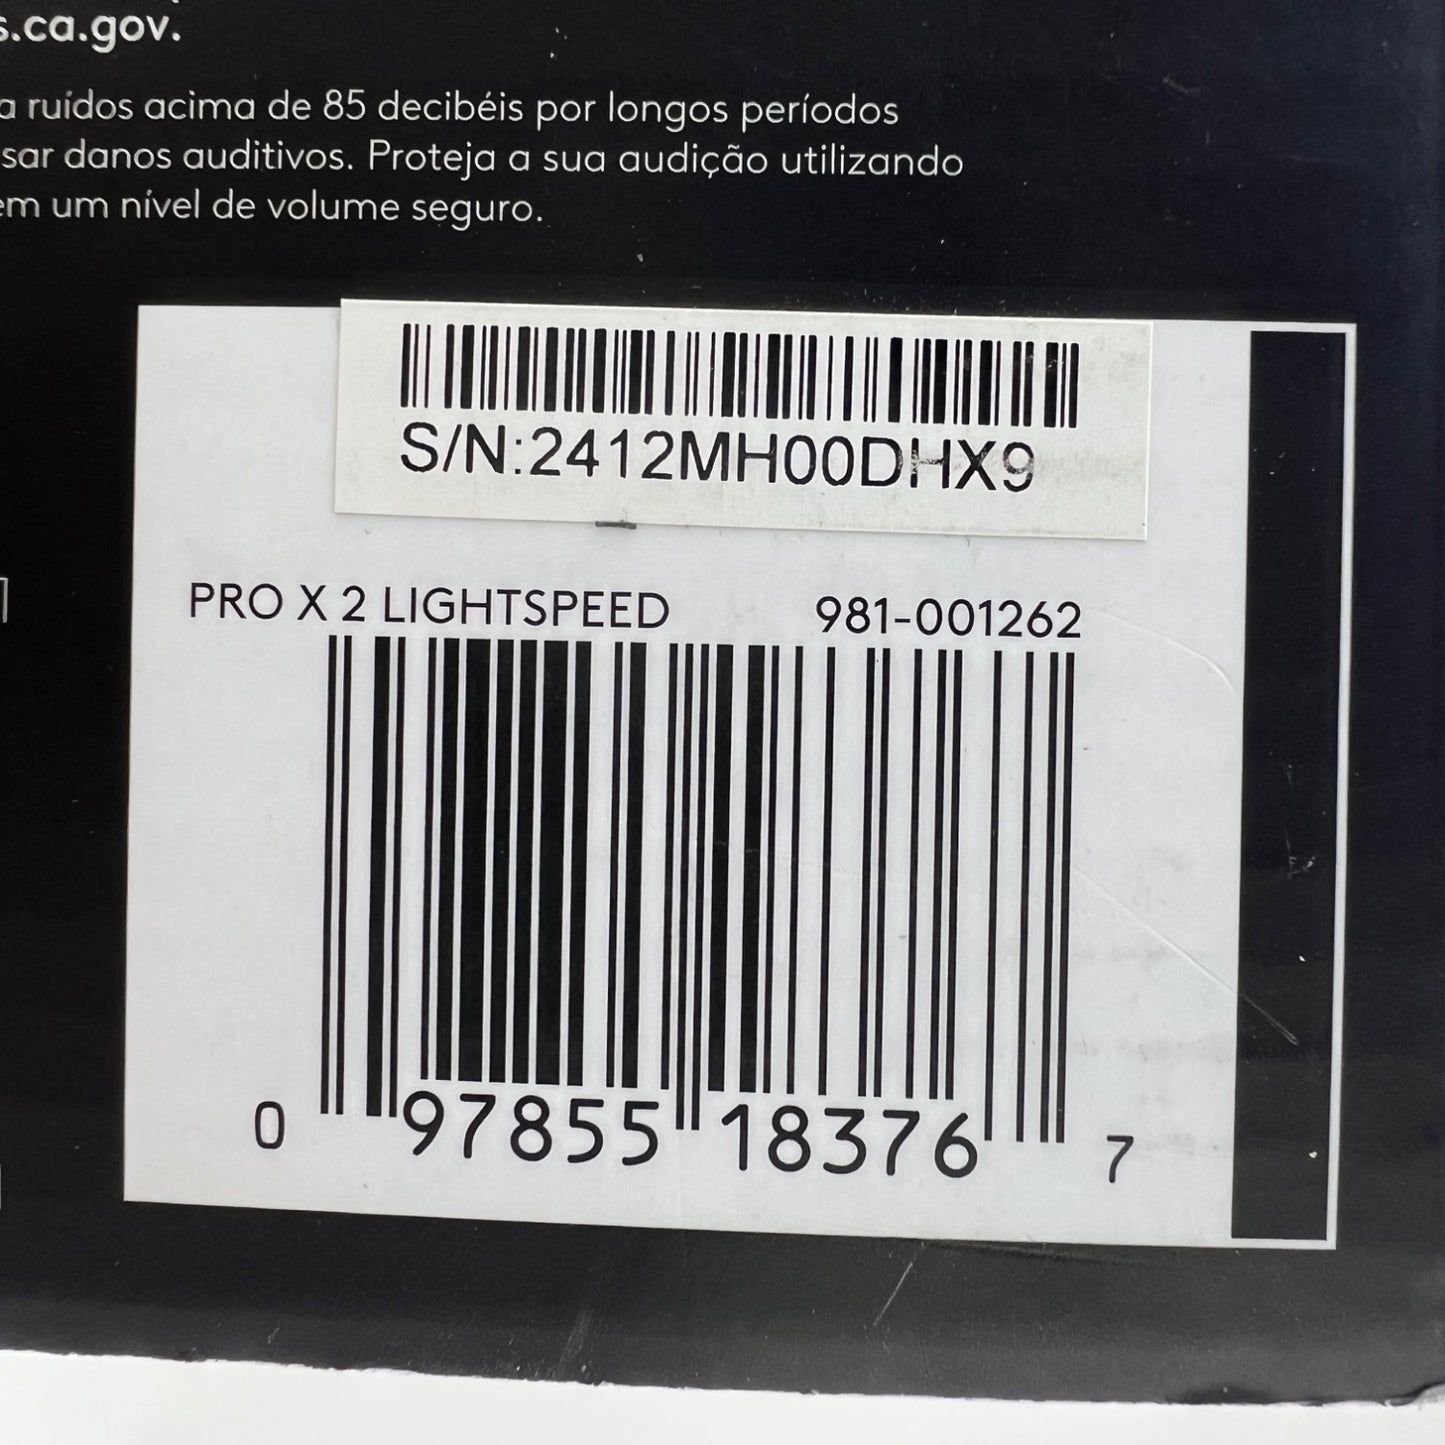 s.ca.gov.
a ruídos acima de 85 decibéis por longos períodos
sar danos auditivos. Proteja a sua audição utilizando
em um nível de volume seguro.
S/N:2412MH00DHX9
PRO X 2 LIGHTSPEED 981-001262
0 97855 18376 7